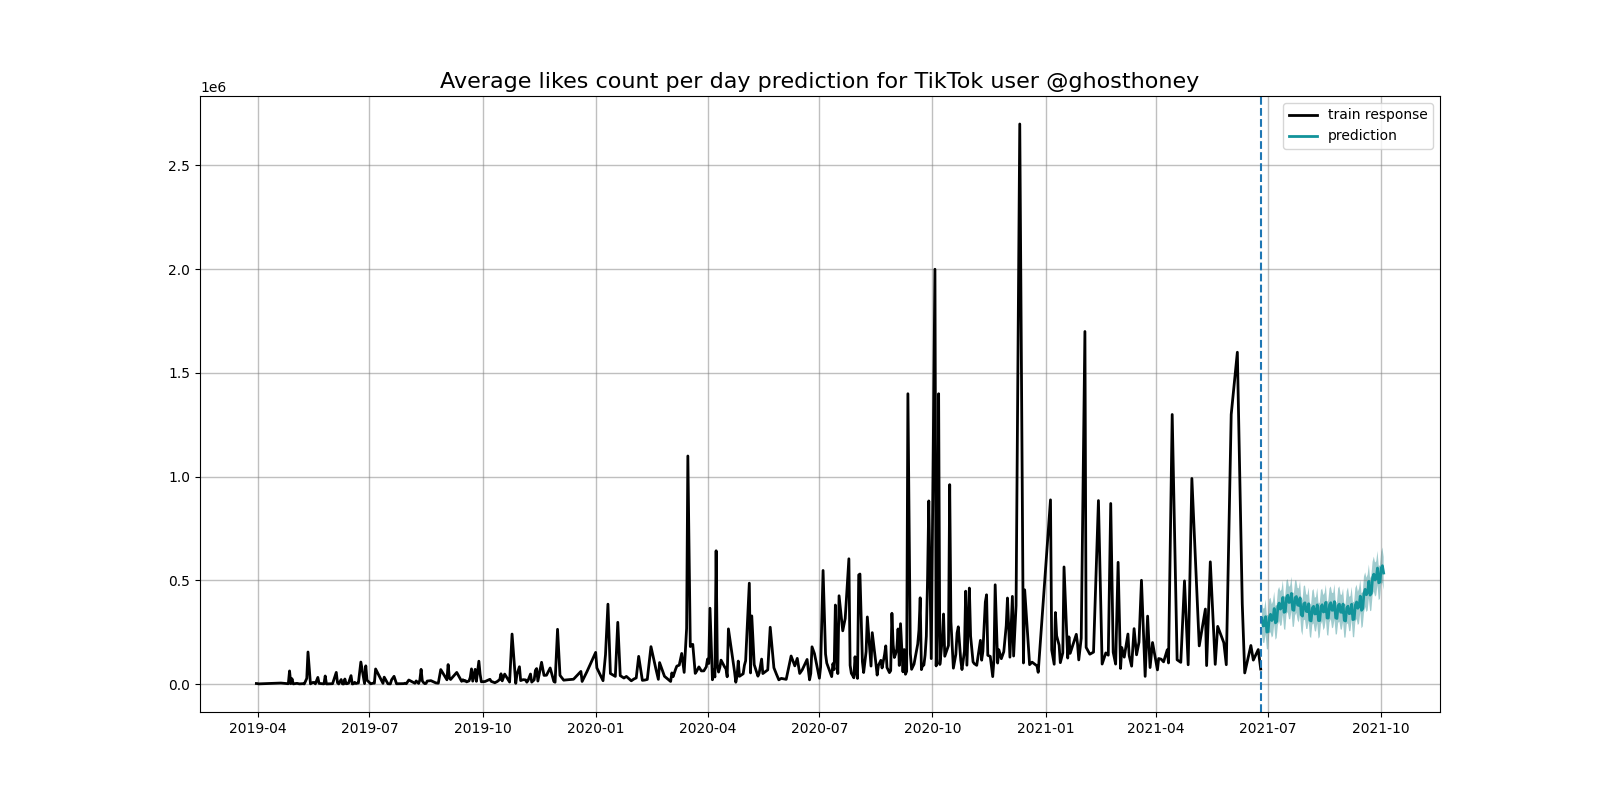 Average likes count per day prediction for TikTok user @ghosthoney
1e6
train response
prediction
2.5
2.0
1.5
1.0
0.5
0.0
2019-04 2019-07 2019-10 2020-01 2020-04 2020-07 2020-10 2021-01 2021-04 2021-07 2021-10